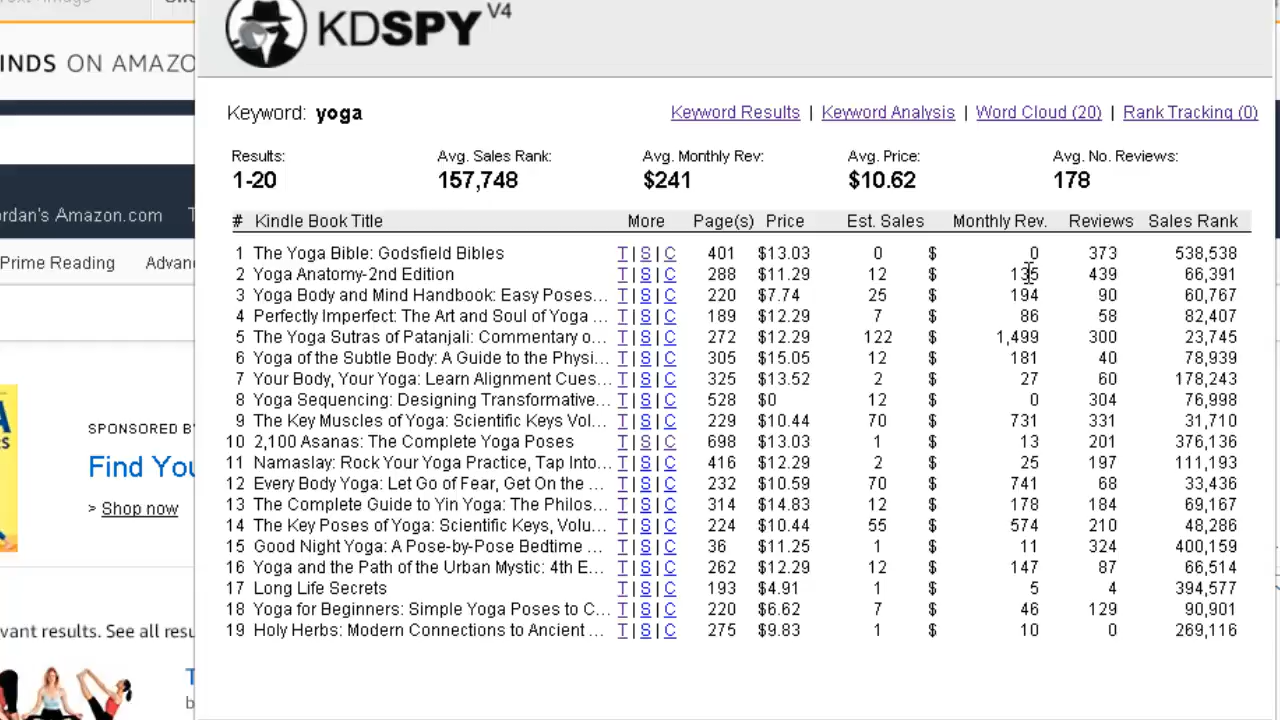 KDSPY V4
INDS ON AMAZO
Keyword: yoga
Keyword Results | Keyword Analysis | Word Cloud (20) | Rank Tracking (0)
Results: Avg. Sales Rank: Avg. Monthly Rev: Avg. Price: Avg. No. Reviews:
1-20 157,748 $241 $10.62 178
rdan's Amazon.com
# Kindle Book Title More Page(s) Price Est. Sales Monthly Rev. Reviews Sales Rank
1 The Yoga Bible: Godsfield Bibles T | S | C 401 $13.03 0 $ 0 373 538,538
Prime Reading Advan
2 Yoga Anatomy-2nd Edition T | S | C 288 $11.29 12 $ 135 439 66,391
3 Yoga Body and Mind Handbook: Easy Poses... T | S | C 220 $7.74 25 $ 194 90 60,767
4 Perfectly Imperfect: The Art and Soul of Yoga ... T | S | C 189 $12.29 7 $ 86 58 82,407
5 The Yoga Sutras of Patanjali: Commentary o... T | S | C 272 $12.29 122 $ 1,499 300 23,745
6 Yoga of the Subtle Body: A Guide to the Physi... T | S | C 305 $15.05 12 $ 181 40 78,939
7 Your Body, Your Yoga: Learn Alignment Cues... T | S | C 325 $13.52 2 $ 27 60 178,243
8 Yoga Sequencing: Designing Transformative... T | S | C 528 $0 12 $ 0 304 76,998
9 The Key Muscles of Yoga: Scientific Keys Vol... T | S | C 229 $10.44 70 $ 731 331 31,710
SPONSORED B
10 2,100 Asanas: The Complete Yoga Poses T | S | C 698 $13.03 1 $ 13 201 376,136
11 Namaslay: Rock Your Yoga Practice, Tap Into... T | S | C 416 $12.29 2 $ 25 197 111,193
Find You
12 Every Body Yoga: Let Go of Fear, Get On the ... T | S | C 232 $10.59 70 $ 741 68 33,436
13 The Complete Guide to Yin Yoga: The Philos... T | S | C 314 $14.83 12 $ 178 184 69,167
> Shop now
14 The Key Poses of Yoga: Scientific Keys, Volu... T | S | C 224 $10.44 55 $ 574 210 48,286
15 Good Night Yoga: A Pose-by-Pose Bedtime ... T | S | C 36 $11.25 1 $ 11 324 400,159
16 Yoga and the Path of the Urban Mystic: 4th E... T | S | C 262 $12.29 12 $ 147 87 66,514
17 Long Life Secrets T | S | C 193 $4.91 1 $ 5 4 394,577
18 Yoga for Beginners: Simple Yoga Poses to C... T | S | C 220 $6.62 7 $ 46 129 90,901
19 Holy Herbs: Modern Connections to Ancient ... T | S | C 275 $9.83 1 $ 10 0 269,116
vant results. See all resu